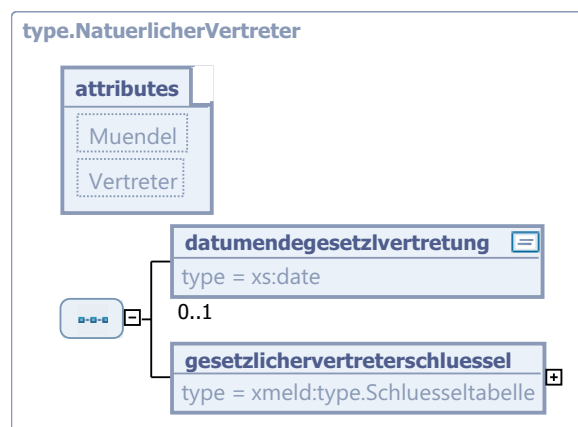 type.NatuerlicherVertreter
attributes
Muendel
Vertreter
datumendegesetzlvertretung
type = xs:date
0..1
gesetzlichervertreterschluessel
type = xmeld:type.Schluesseltabelle